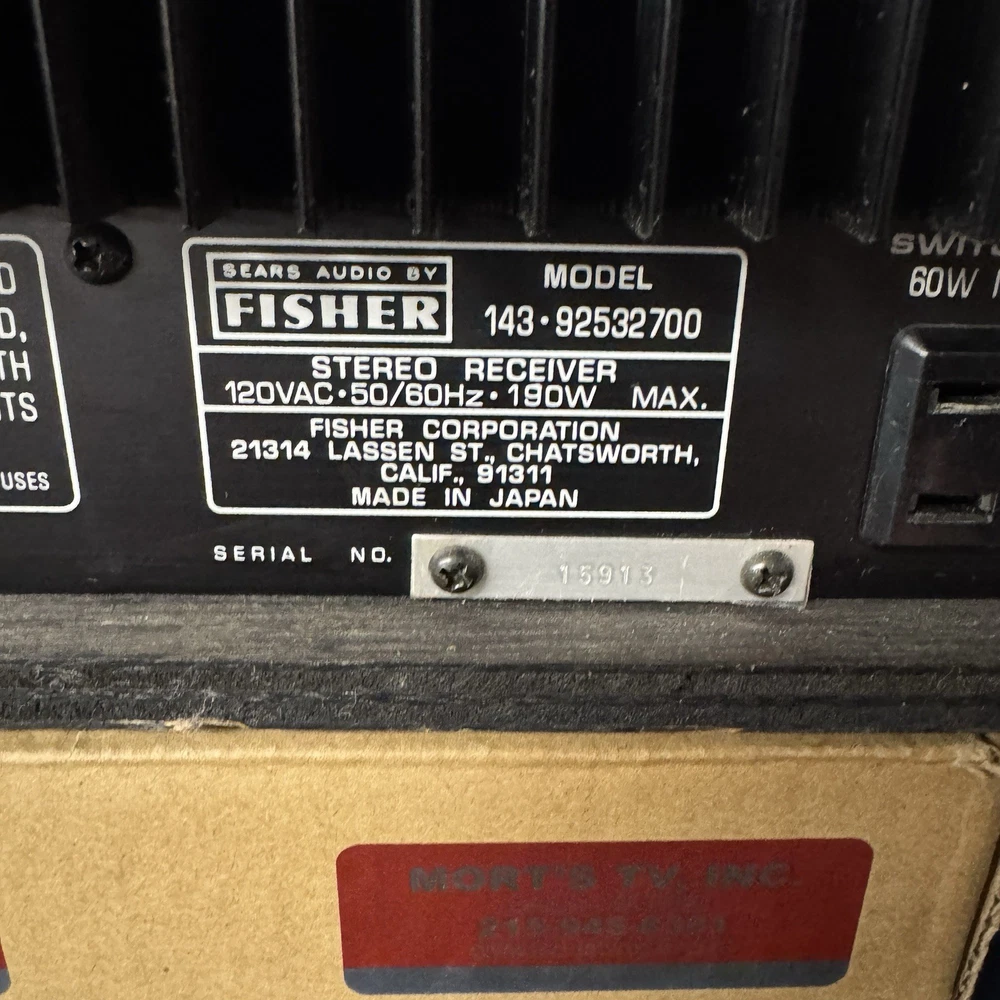 D
D,
TH
TS
USES
SEARS AUDIO BY
FISHER
MODEL
143·92532700
STEREO RECEIVER
120VAC·50/60Hz·190W MAX.
FISHER CORPORATION
21314 LASSEN ST., CHATSWORTH,
CALIF., 91311
MADE IN JAPAN
SERIAL NO.
15913
60W
MORT'S TV, INC.